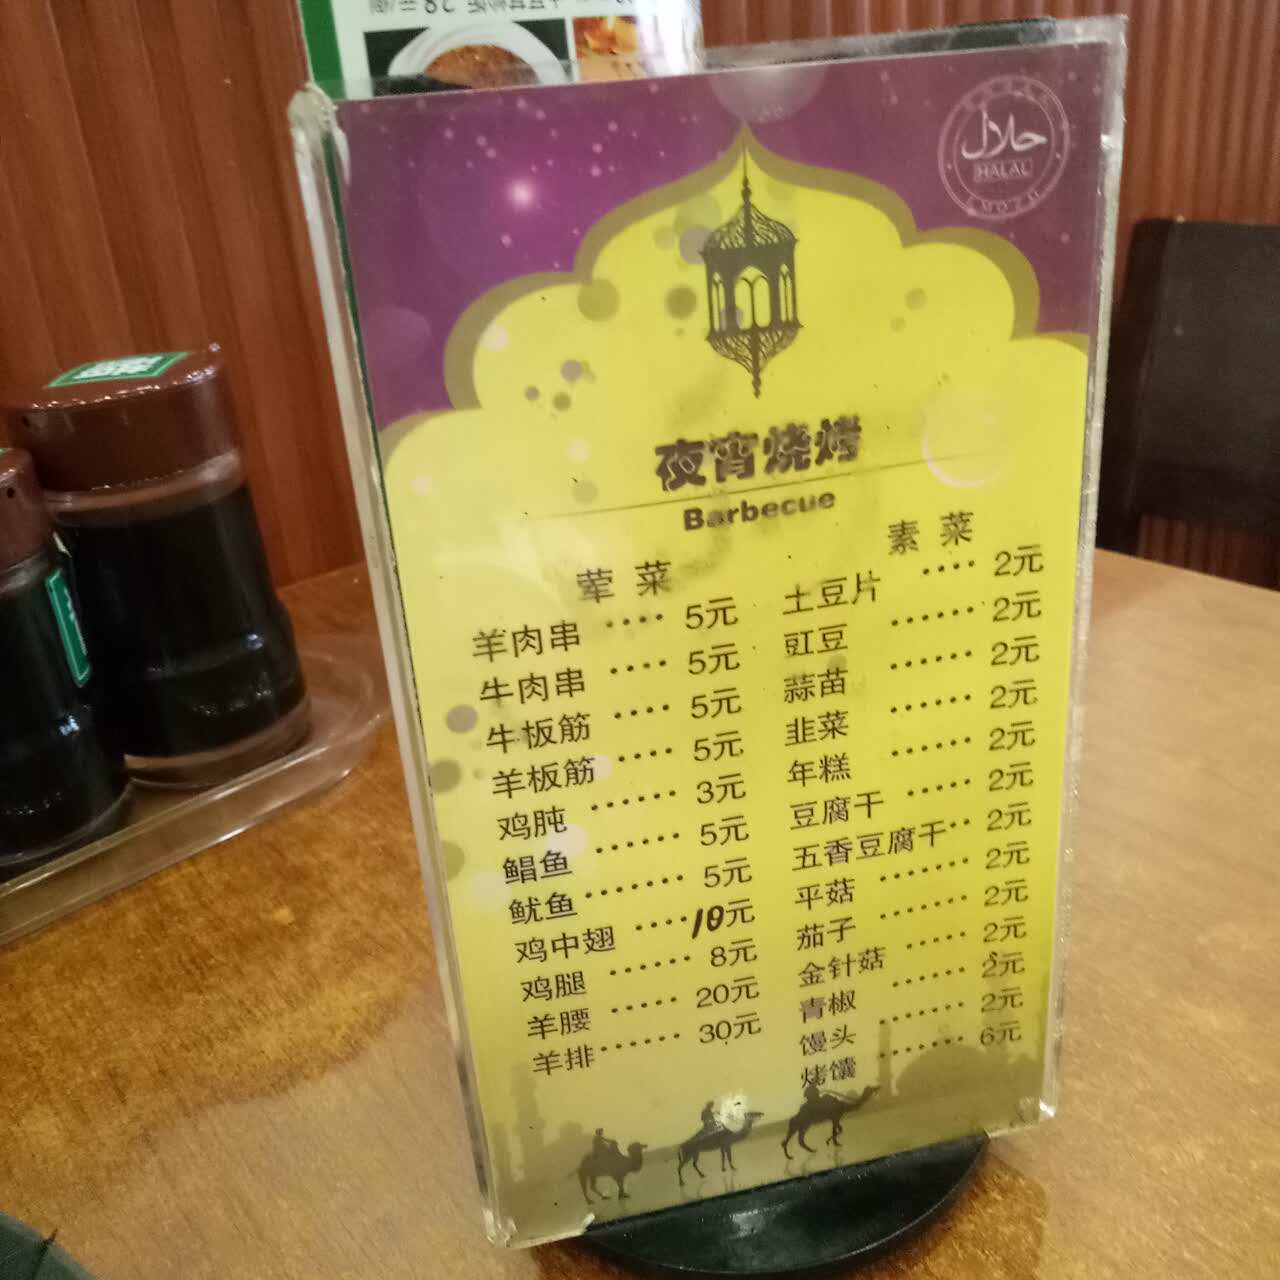 حلال
HALAL
夜宵烧烤
Barbecue
荤菜
羊肉串 ···· 5元
牛肉串 ···· 5元
牛板筋 ···· 5元
羊板筋 ···· 5元
鸡肫 ······ 3元
鲳鱼 ······ 5元
鱿鱼 ······· 5元
鸡中翅 ···· 10元
鸡腿 ······ 8元
羊腰 ····· 20元
羊排 ······ 30元
素菜
土豆片 ···· 2元
豇豆 ······ 2元
蒜苗 ······ 2元
韭菜 ······ 2元
年糕 ······ 2元
豆腐干 ····· 2元
五香豆腐干 ·· 2元
平菇 ······· 2元
茄子 ······· 2元
金针菇 ····· 2元
青椒 ······ 2元
馒头 ······· 2元
烤馕 ······· 6元